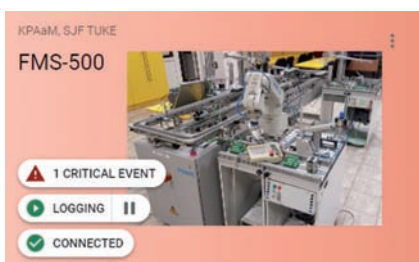 KPAaM, SJF TUKE
FMS-500
1 CRITICAL EVENT
LOGGING
CONNECTED